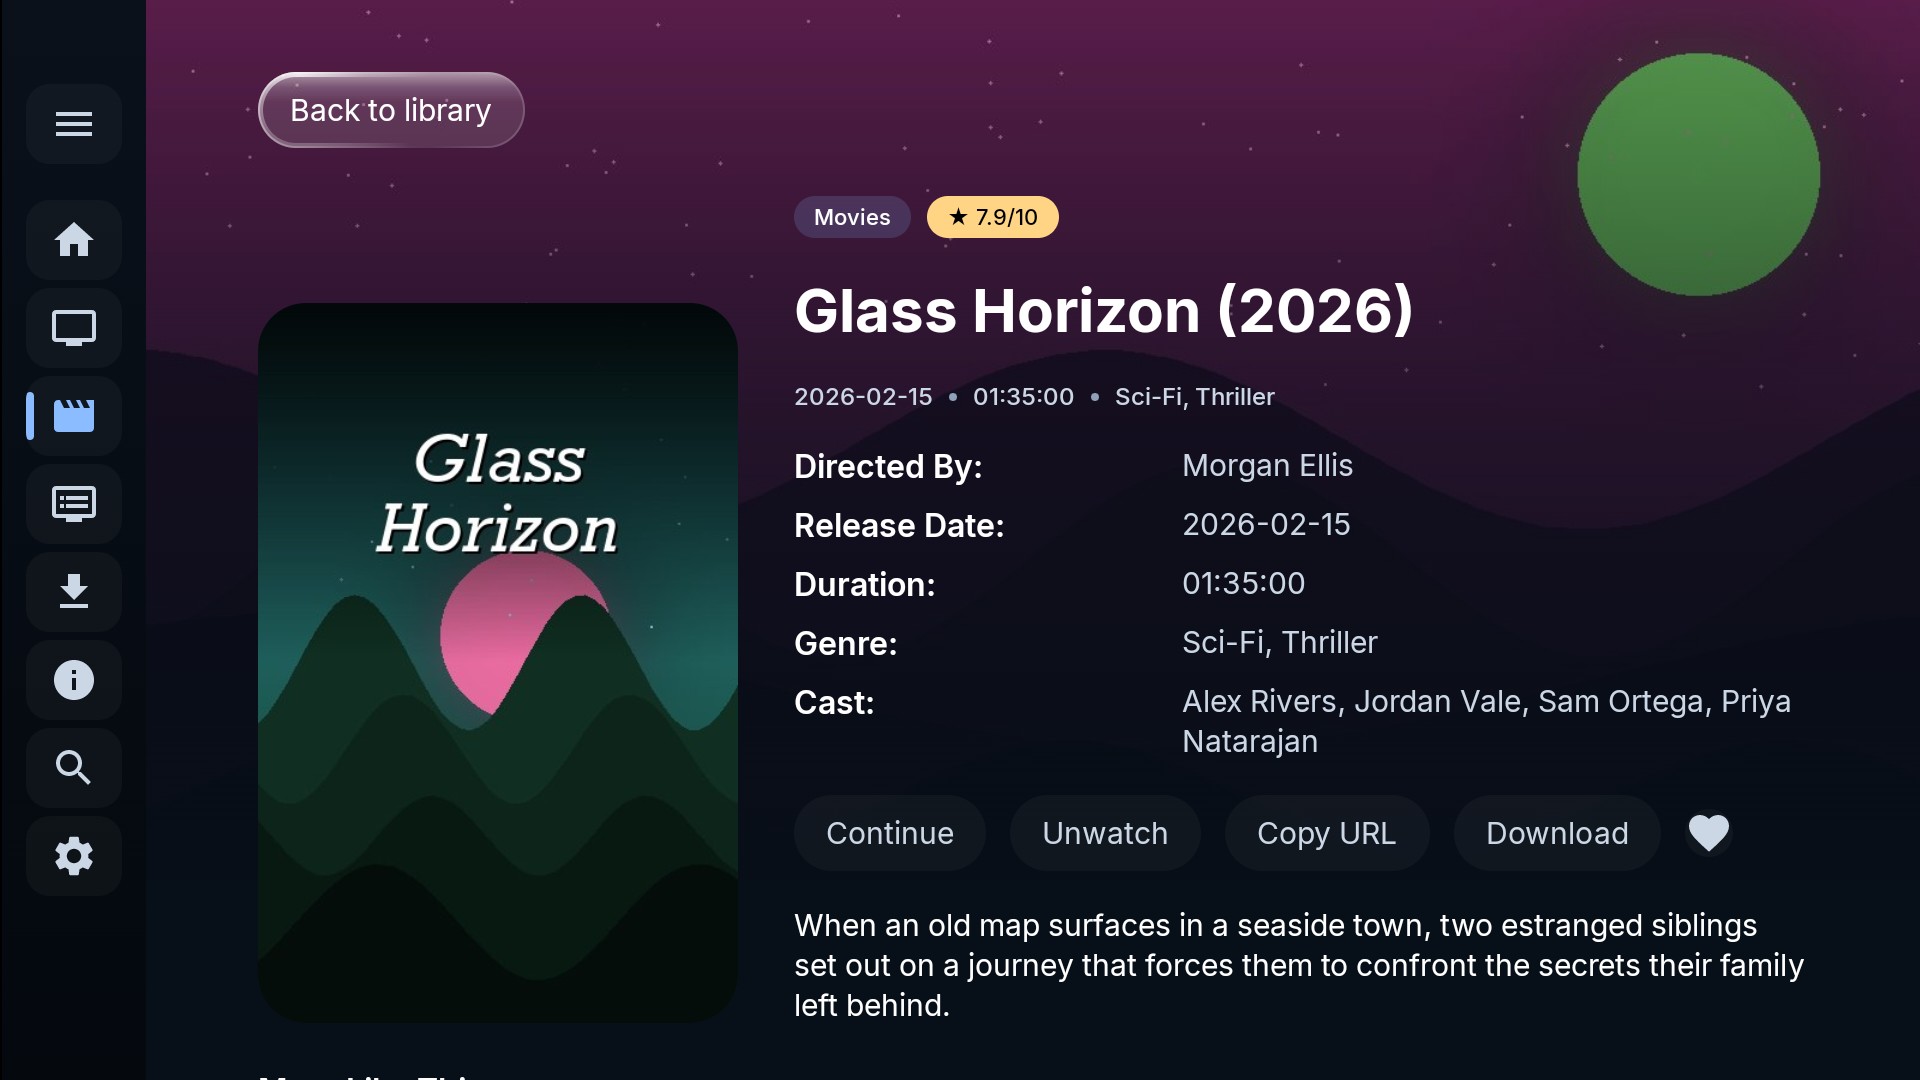 Back to library
Movies
★ 7.9/10
Glass Horizon (2026)
2026-02-15 • 01:35:00 • Sci-Fi, Thriller
Glass
Horizon
Directed By: Morgan Ellis
Release Date: 2026-02-15
Duration: 01:35:00
Genre: Sci-Fi, Thriller
Cast: Alex Rivers, Jordan Vale, Sam Ortega, Priya
Natarajan
Continue
Unwatch
Copy URL
Download
When an old map surfaces in a seaside town, two estranged siblings
set out on a journey that forces them to confront the secrets their family
left behind.